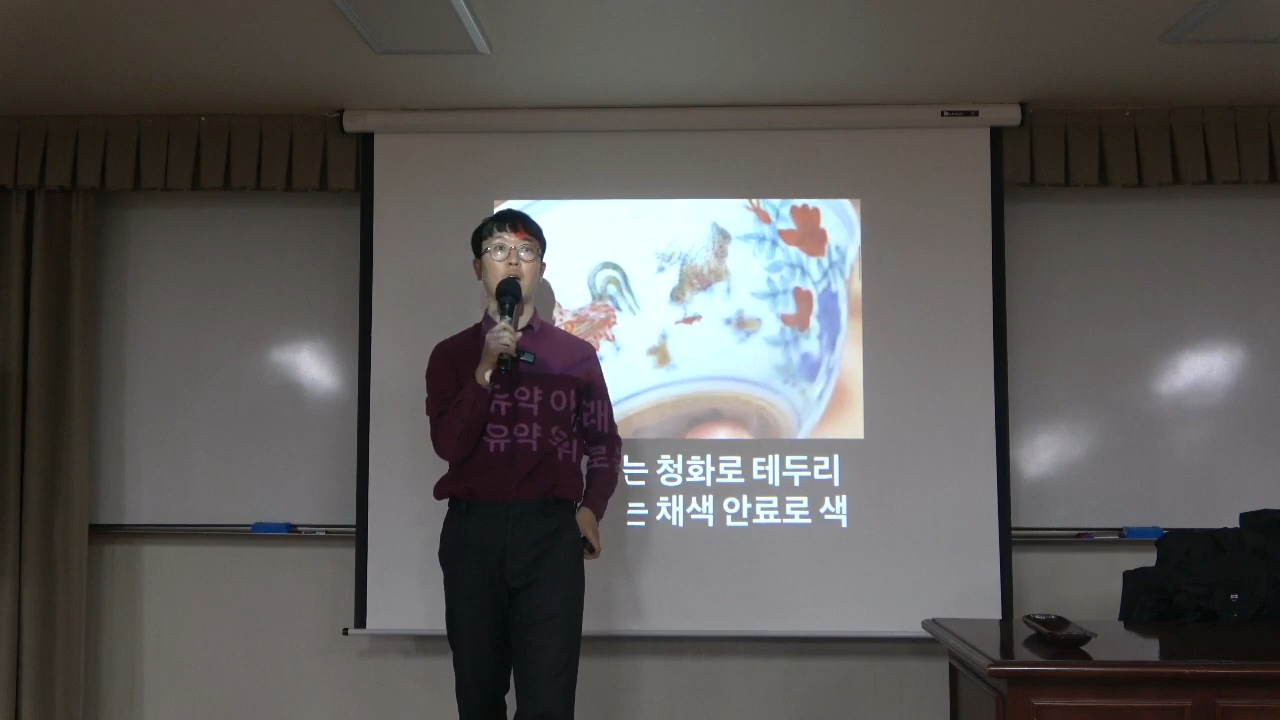 유약 아래는 청화로 테두리
유약 위로는 채색 안료로 색